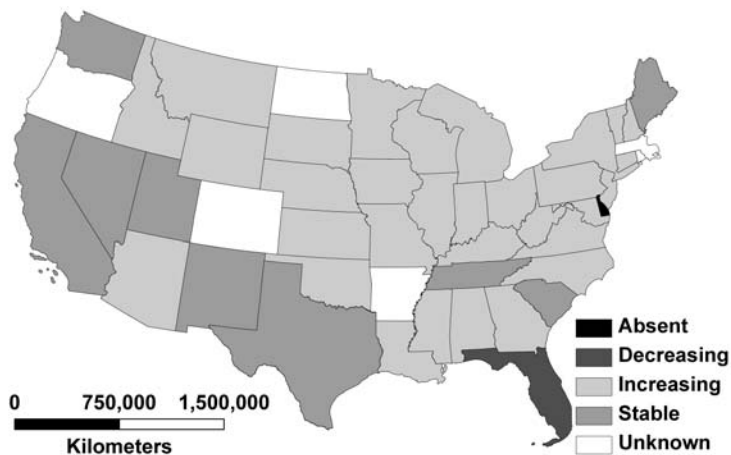 Absent
Decreasing
Increasing
Stable
Unknown
0 750,000 1,500,000
Kilometers